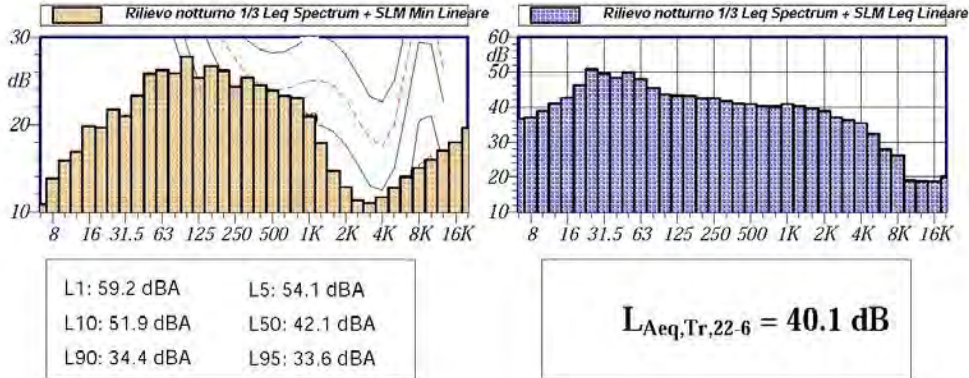 Rilievo notturno 1/3 Leq Spectrum + SLM Min Lineare
30
dB
20
10
8 16 31.5 63 125 250 500 1K 2K 4K 8K 16K
Rilievo notturno 1/3 Leq Spectrum + SLM Leq Lineare
60
dB
50
40
30
20
10
8 16 31.5 63 125 250 500 1K 2K 4K 8K 16K
L1: 59.2 dBA L5: 54.1 dBA
L10: 51.9 dBA L50: 42.1 dBA
L90: 34.4 dBA L95: 33.6 dBA
LAeq,Tr,22-6 = 40.1 dB